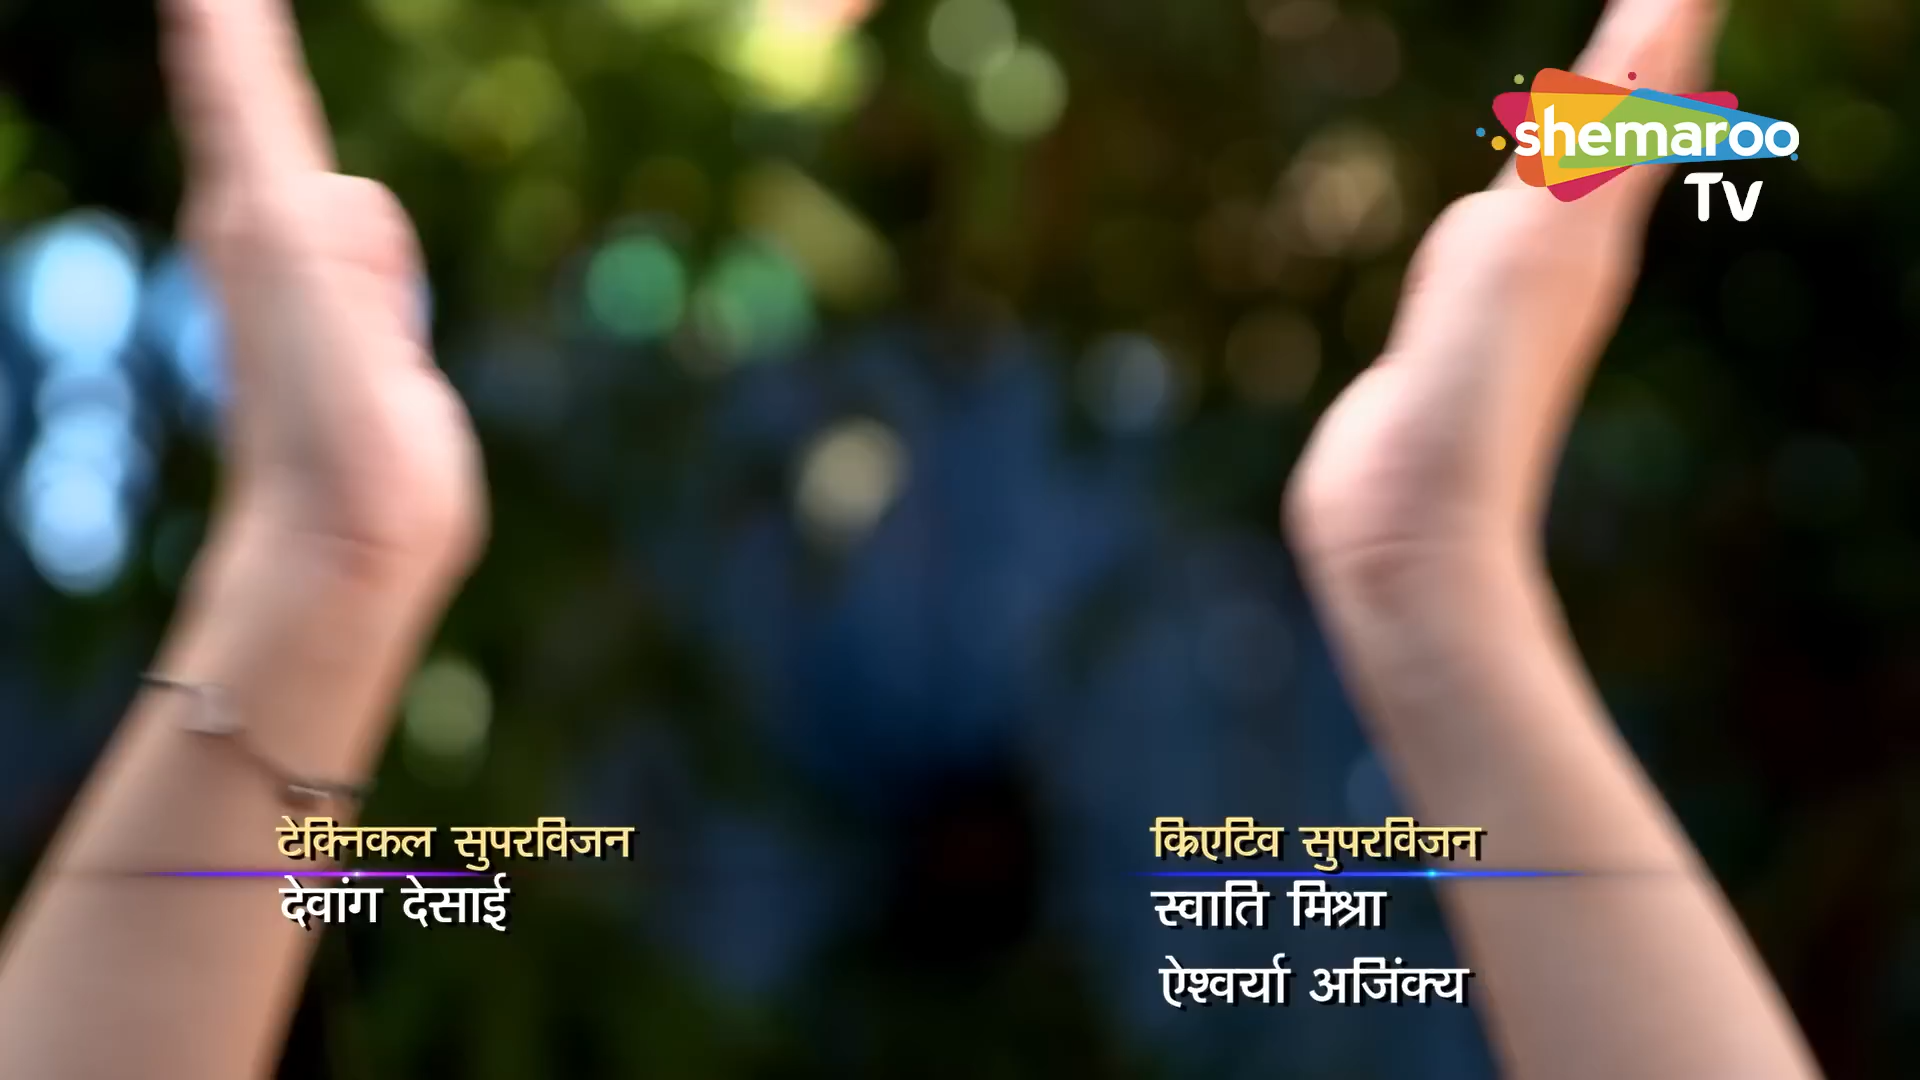 shemaroo
TV
टेक्निकल सुपरविजन
देवांग देसाई
क्रिएटिव सुपरविजन
स्वाति मिश्रा
ऐश्वर्या अजिंक्य